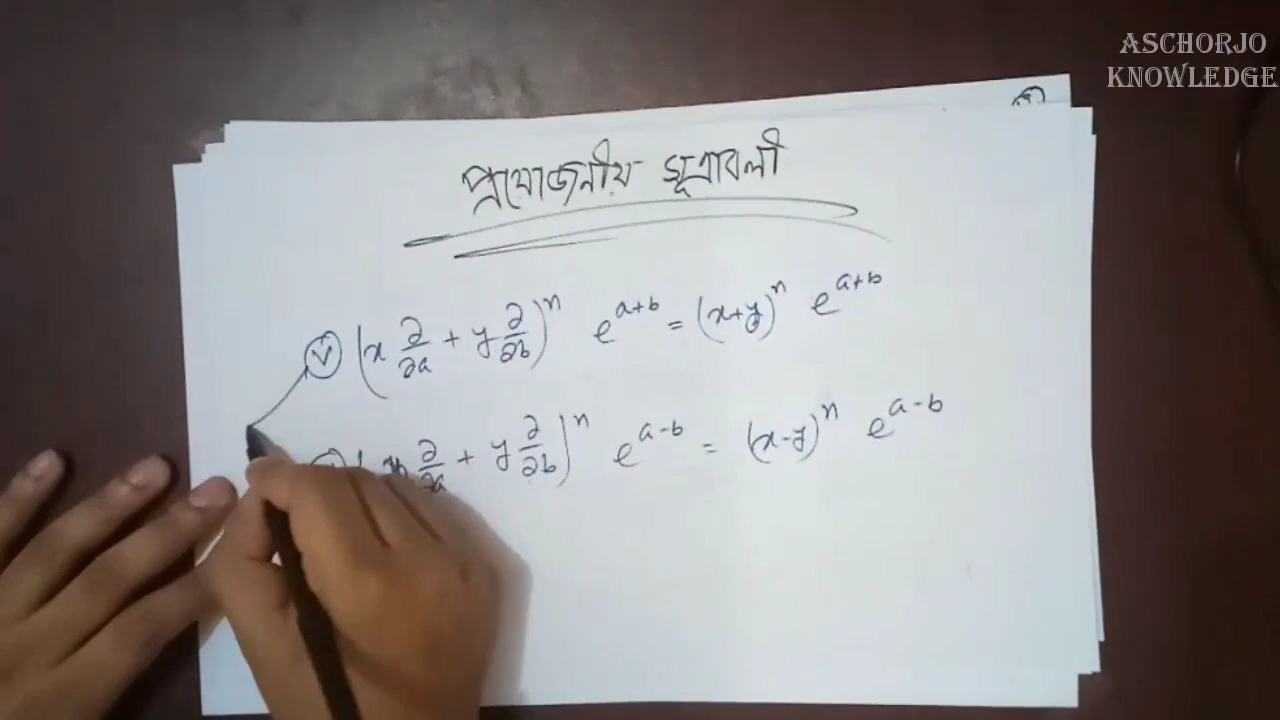 ASCHORJO
KNOWLEDGE
প্রযোজনীয় সূত্রাবলী
(v) (x ∂/∂a + y ∂/∂b)^n e^{a+b} = (x+y)^n e^{a+b}
(x ∂/∂a + y ∂/∂b)^n e^{a-b} = (x-y)^n e^{a-b}